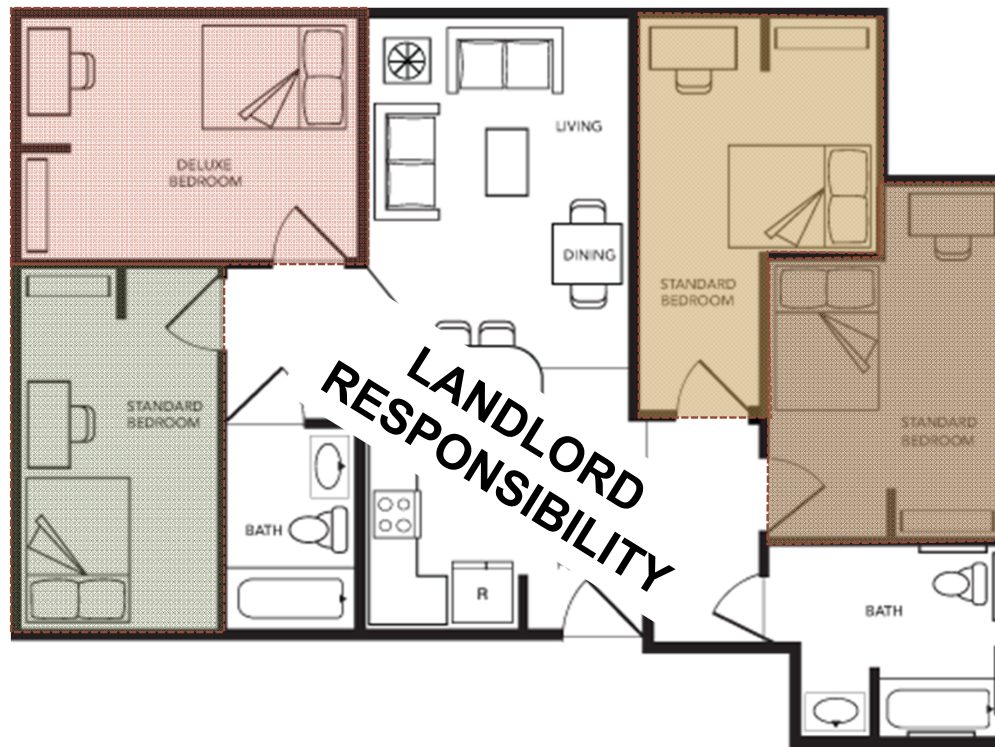 DELUXE
BEDROOM
LIVING
DINING
STANDARD
BEDROOM
STANDARD
BEDROOM
STANDARD
BEDROOM
LANDLORD
RESPONSIBILITY
BATH
R
BATH